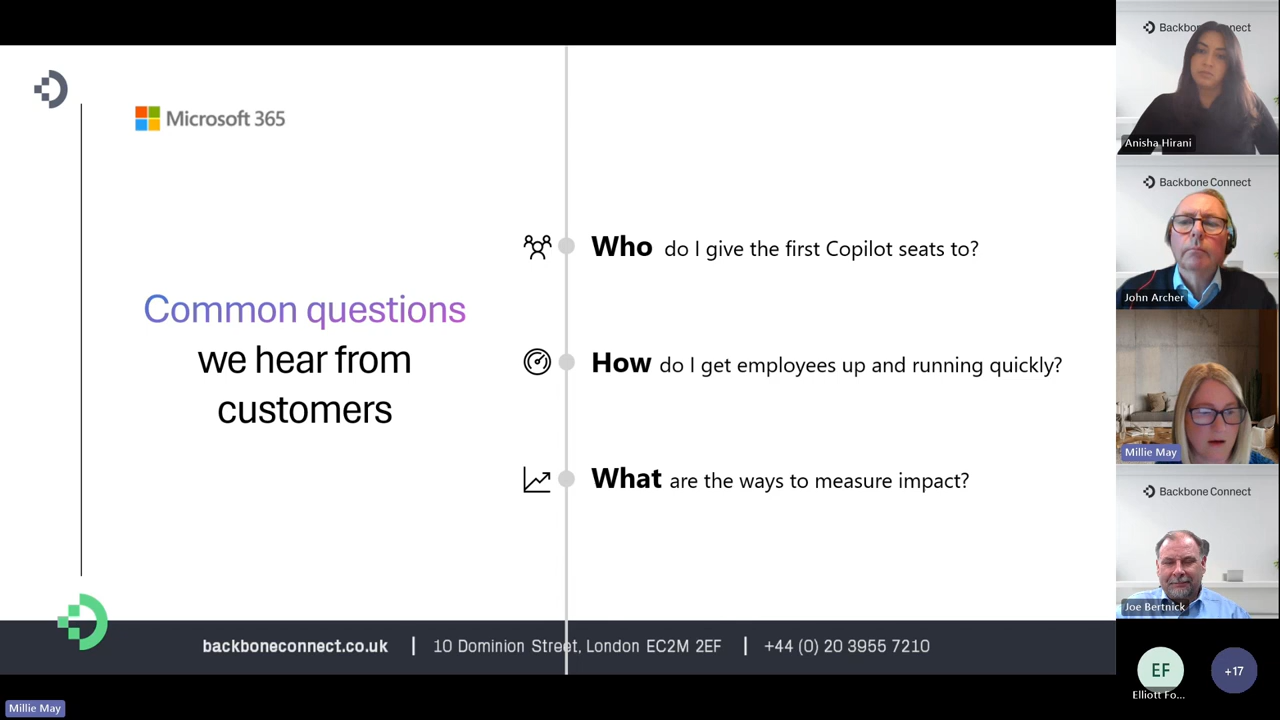 Microsoft 365
Common questions
we hear from
customers
Who do I give the first Copilot seats to?
How do I get employees up and running quickly?
What are the ways to measure impact?
backboneconnect.co.uk | 10 Dominion Street, London EC2M 2EF | +44 (0) 20 3955 7210
Millie May
Backbone Connect
Anisha Hirani
Backbone Connect
John Archer
Millie May
Backbone Connect
Joe Bertnick
EF
+17
Elliott Fo...